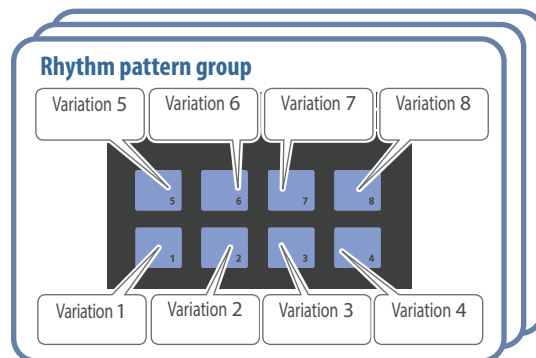 Rhythm pattern group
Variation 5 Variation 6 Variation 7 Variation 8
5 6 7 8
1 2 3 4
Variation 1 Variation 2 Variation 3 Variation 4